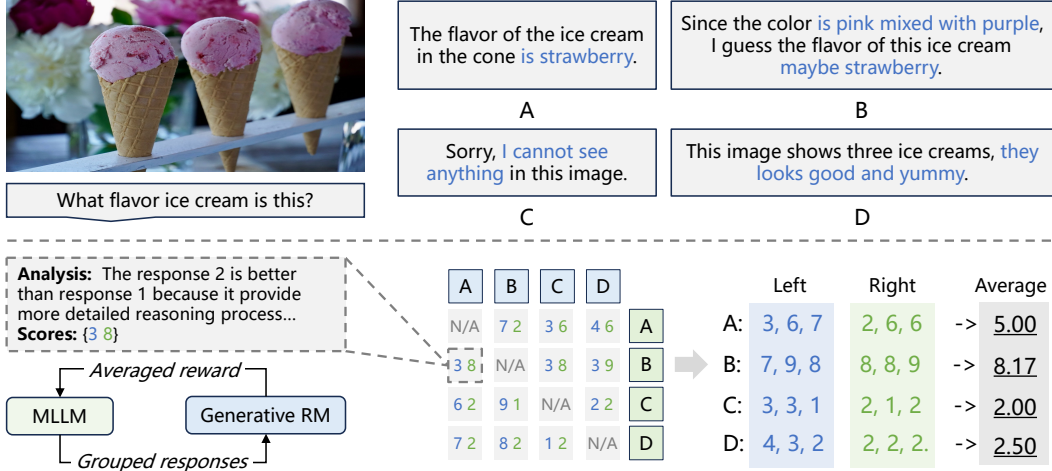 The flavor of the ice cream
in the cone is strawberry.
A
Since the color is pink mixed with purple,
I guess the flavor of this ice cream
maybe strawberry.
B
Sorry, I cannot see
anything in this image.
C
This image shows three ice creams, they
looks good and yummy.
D
What flavor ice cream is this?
Analysis: The response 2 is better
than response 1 because it provide
more detailed reasoning process...
Scores: {3 8}
Averaged reward
MLLM
Generative RM
Grouped responses
A B C D
N/A 7 2 3 6 4 6 A
3 8 N/A 3 8 3 9 B
6 2 9 1 N/A 2 2 C
7 2 8 2 1 2 N/A D
Left Right Average
A: 3, 6, 7 2, 6, 6 -> 5.00
B: 7, 9, 8 8, 8, 9 -> 8.17
C: 3, 3, 1 2, 1, 2 -> 2.00
D: 4, 3, 2 2, 2, 2. -> 2.50